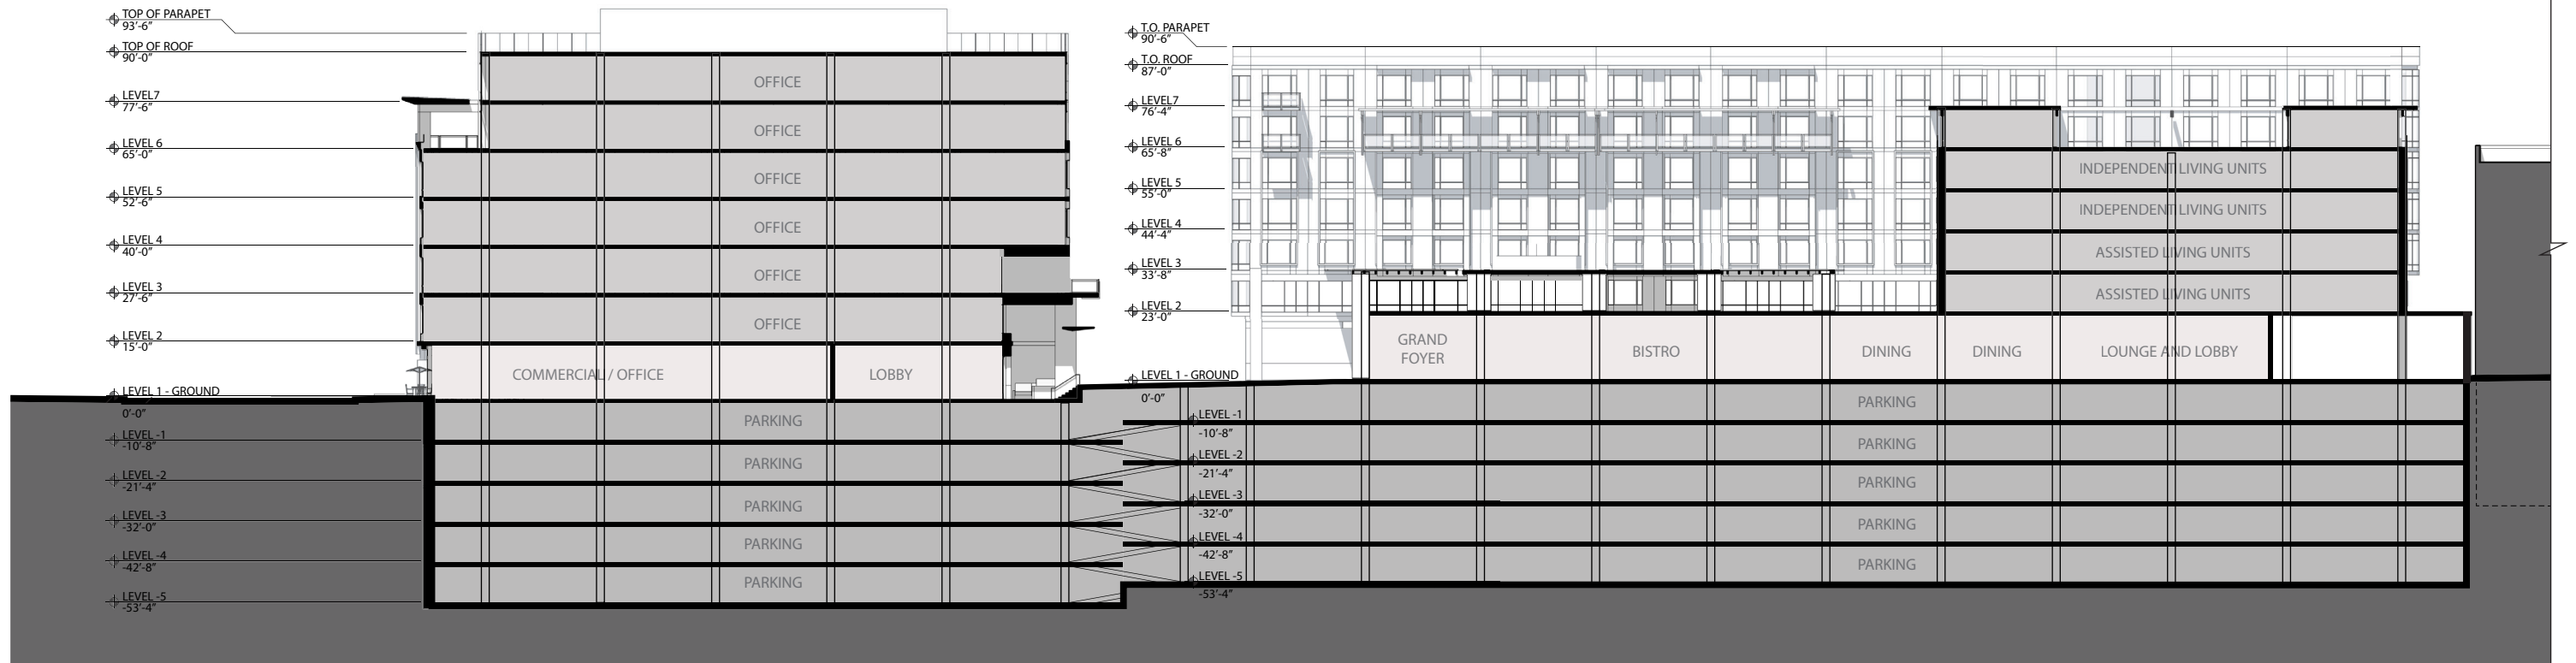 TOP OF PARAPET
93'-6"
TOP OF ROOF
90'-0"
LEVEL7
77'-6"
LEVEL 6
65'-0"
LEVEL 5
52'-6"
LEVEL 4
40'-0"
LEVEL 3
27'-6"
LEVEL 2
15'-0"
LEVEL 1 - GROUND
0'-0"
LEVEL -1
-10'-8"
LEVEL -2
-21'-4"
LEVEL -3
-32'-0"
LEVEL -4
-42'-8"
LEVEL -5
-53'-4"
OFFICE
OFFICE
OFFICE
OFFICE
OFFICE
OFFICE
COMMERCIAL / OFFICE
LOBBY
PARKING
PARKING
PARKING
PARKING
PARKING
T.O. PARAPET
90'-6"
T.O. ROOF
87'-0"
LEVEL7
76'-4"
LEVEL 6
65'-8"
LEVEL 5
55'-0"
LEVEL 4
44'-4"
LEVEL 3
33'-8"
LEVEL 2
23'-0"
LEVEL 1 - GROUND
0'-0"
LEVEL -1
-10'-8"
LEVEL -2
-21'-4"
LEVEL -3
-32'-0"
LEVEL -4
-42'-8"
LEVEL -5
-53'-4"
INDEPENDENT LIVING UNITS
INDEPENDENT LIVING UNITS
ASSISTED LIVING UNITS
ASSISTED LIVING UNITS
GRAND
FOYER
BISTRO
DINING
DINING
LOUNGE AND LOBBY
PARKING
PARKING
PARKING
PARKING
PARKING